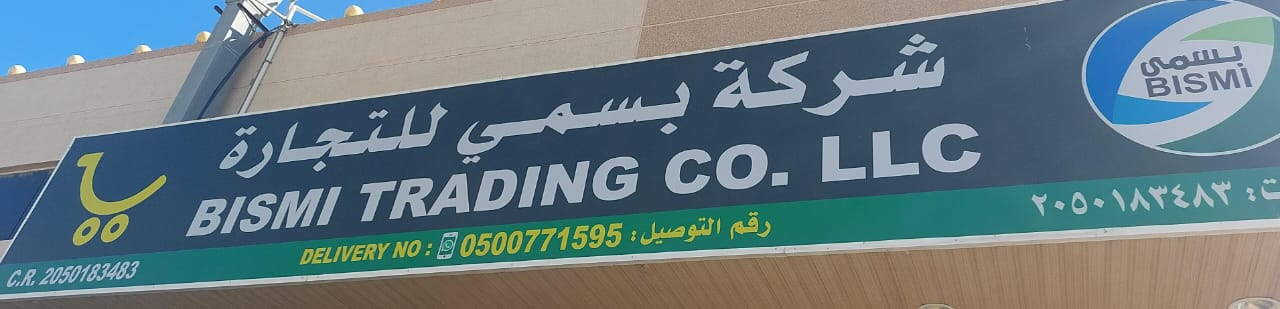 شركة بسمي للتجارة
بسمي
BISMi
BISMI TRADING CO. LLC
DELIVERY NO : 0500771595 رقم التوصيل:
C.R. 2050183483
ت: ٢٠٥٠١٨٣٤٨٣